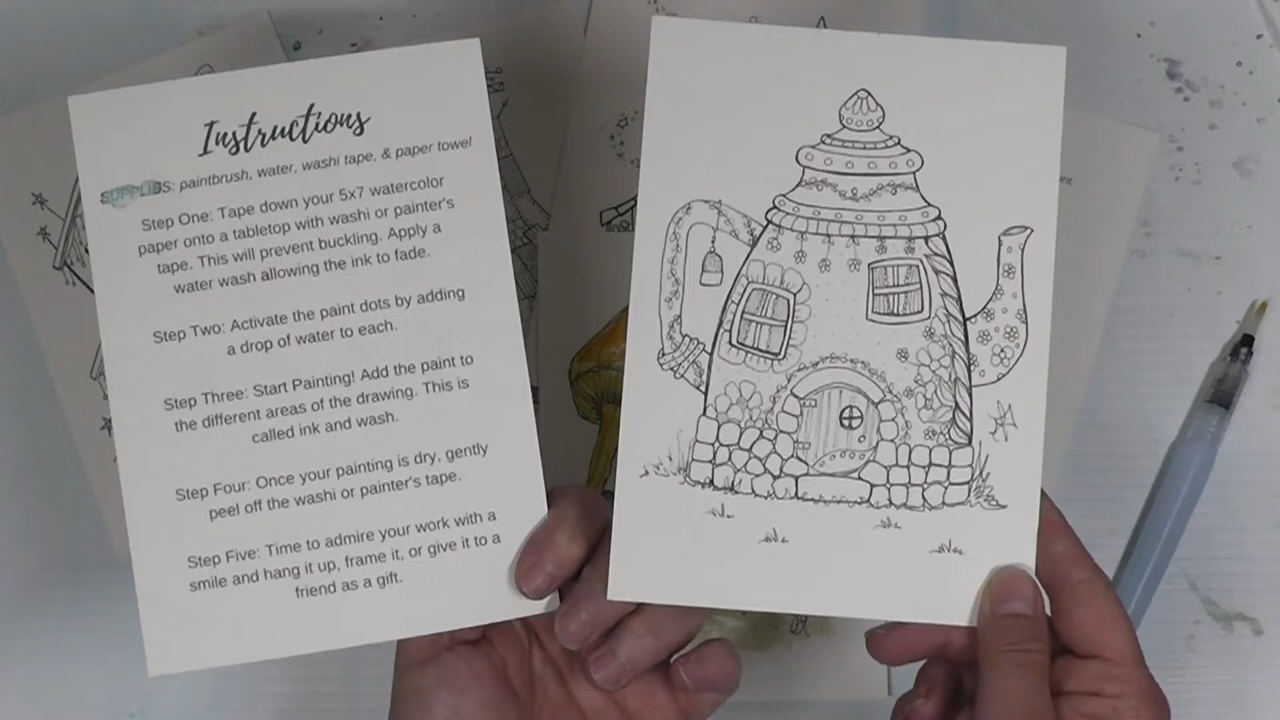 Instructions
SUPPLIES: paintbrush, water, washi tape, & paper towel
Step One: Tape down your 5x7 watercolor
paper onto a tabletop with washi or painter's
tape. This will prevent buckling. Apply a
water wash allowing the ink to fade.
Step Two: Activate the paint dots by adding
a drop of water to each.
Step Three: Start Painting! Add the paint to
the different areas of the drawing. This is
called ink and wash.
Step Four: Once your painting is dry, gently
peel off the washi or painter's tape.
Step Five: Time to admire your work with a
smile and hang it up, frame it, or give it to a
friend as a gift.